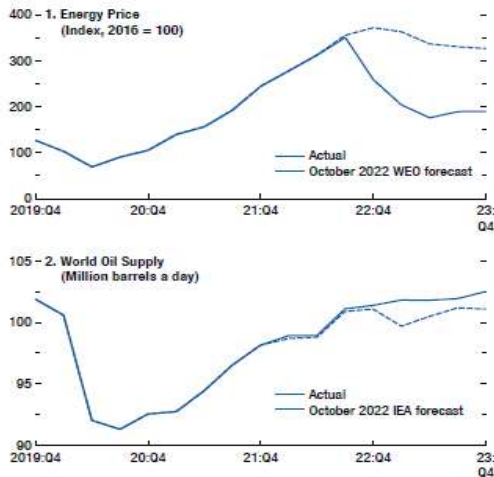 400
1. Energy Price
(Index, 2016 = 100)
300
200
100
Actual
October 2022 WEO forecast
0
2019:Q4
20:Q4
21:Q4
22:Q4
23:
Q4
105
2. World Oil Supply
(Million barrels a day)
100
95
Actual
October 2022 IEA forecast
90
2019:Q4
20:Q4
21:Q4
22:Q4
23:
Q4